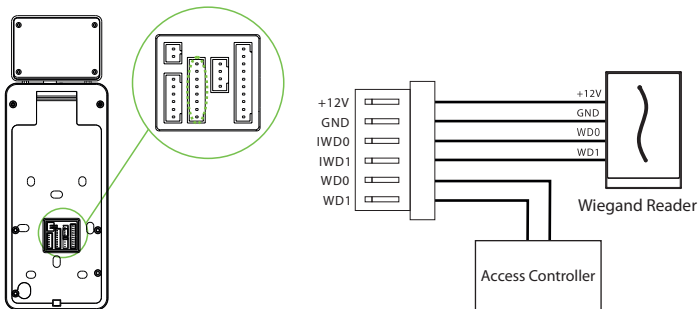 +12V
GND
IWD0
IWD1
WD0
WD1
+12V
GND
WD0
WD1
Wiegand Reader
Access Controller